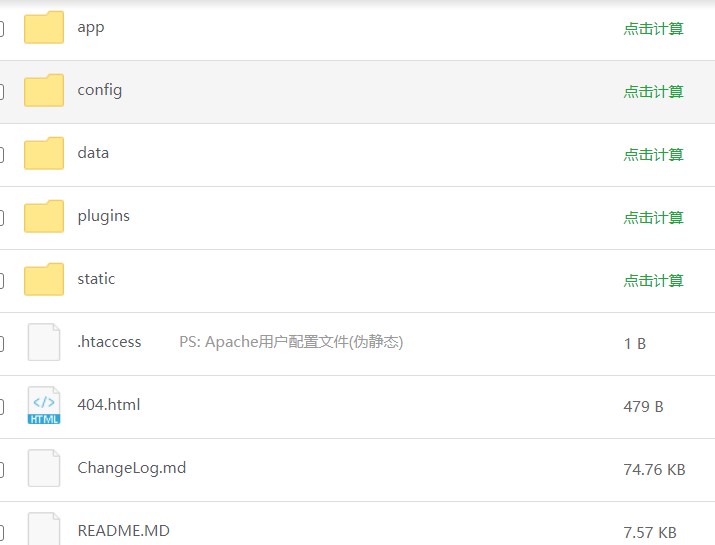 app 点击计算
config 点击计算
data 点击计算
plugins 点击计算
static 点击计算
.htaccess PS: Apache用户配置文件(伪静态) 1 B
</> HTML 404.html 479 B
ChangeLog.md 74.76 KB
README.MD 7.57 KB